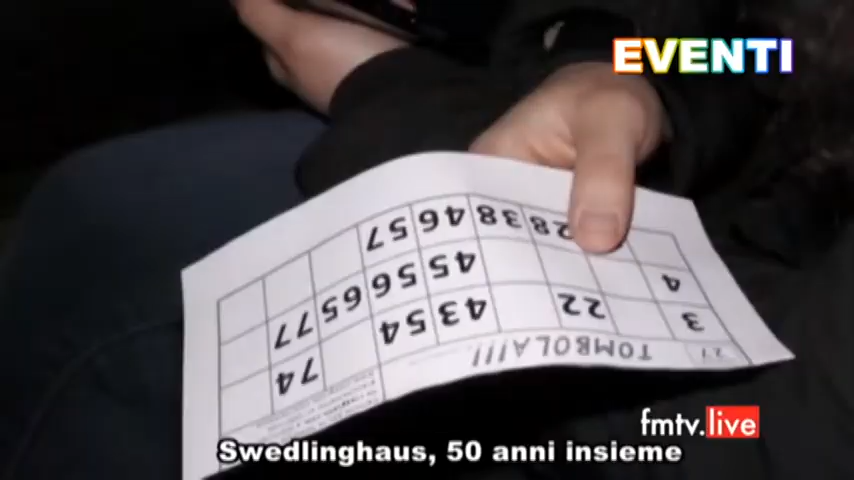 EVENTI
TOMBOLA!!!
3 22 43 54 74
4 45 56 65 77
28 38 46 57
fmtv.live
Swedlinghaus, 50 anni insieme